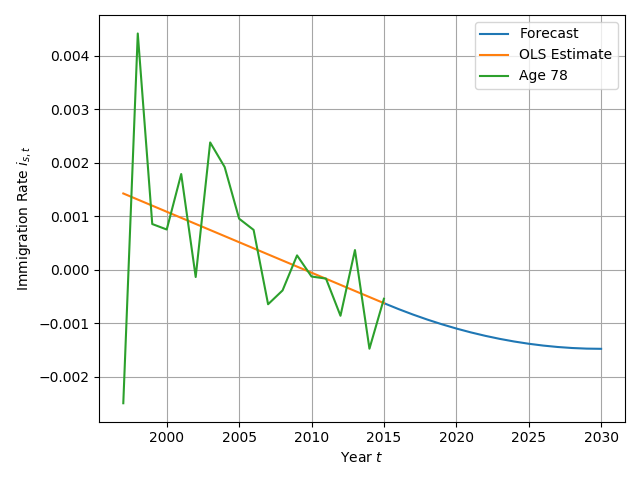 Forecast
OLS Estimate
Age 78
0.004
0.003
0.002
0.001
0.000
−0.001
−0.002
Immigration Rate i_{s,t}
2000 2005 2010 2015 2020 2025 2030
Year t